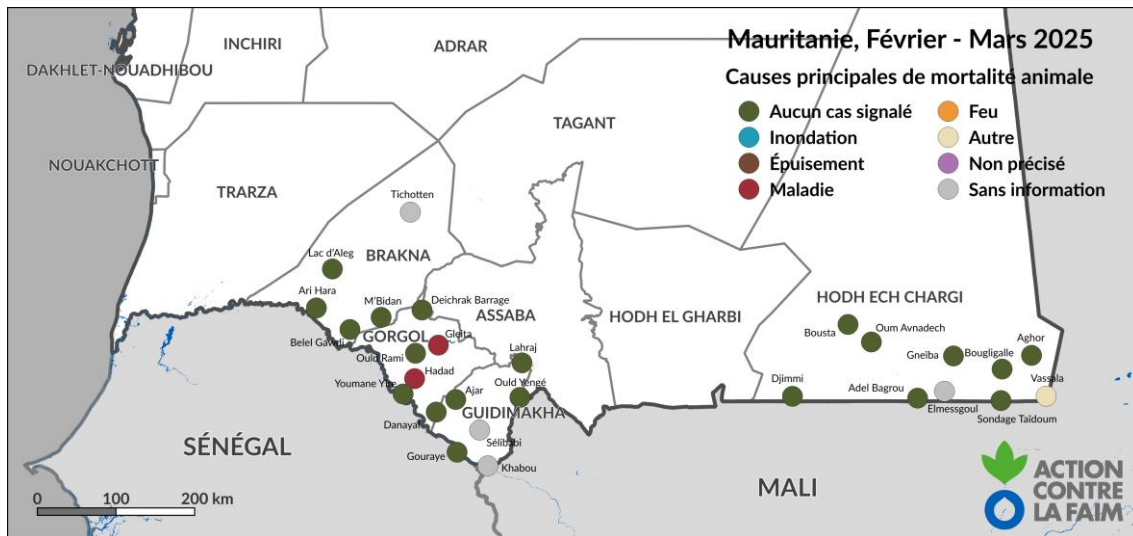 Mauritanie, Février - Mars 2025
Causes principales de mortalité animale
Aucun cas signalé
Feu
Inondation
Autre
Épuisement
Non précisé
Maladie
Sans information
INCHIRI
ADRAR
DAKHLET-NOUADHIBOU
TAGANT
NOUAKCHOTT
TRARZA
Tichotten
Lac d'Aleg
BRAKNA
Ari Hara
M'Bidan
Deichrak Barrage
ASSABA
HODH EL GHARBI
HODH ECH CHARGI
Bousta
Oum Avnadech
Belel Gawdi
GORGOL
Gleita
Ould Rami
Lahraj
Gneiba
Bougligalle
Aghor
Hadad
Youmane Yire
Ajar
Ould Yengé
Djimmi
Adel Bagrou
Elmessgoul
Vassala
Danayar
GUIDIMAKHA
Sondage Taïdoum
Sélibabi
Gouraye
Khabou
SÉNÉGAL
MALI
0 100 200 km
ACTION
CONTRE
LA FAIM